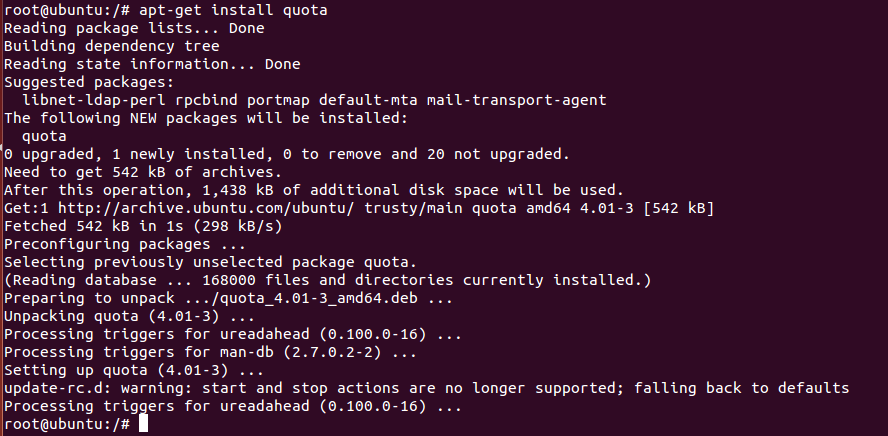 root@ubuntu:/# apt-get install quota
Reading package lists... Done
Building dependency tree
Reading state information... Done
Suggested packages:
  libnet-ldap-perl rpcbind portmap default-mta mail-transport-agent
The following NEW packages will be installed:
  quota
0 upgraded, 1 newly installed, 0 to remove and 20 not upgraded.
Need to get 542 kB of archives.
After this operation, 1,438 kB of additional disk space will be used.
Get:1 http://archive.ubuntu.com/ubuntu/ trusty/main quota amd64 4.01-3 [542 kB]
Fetched 542 kB in 1s (298 kB/s)
Preconfiguring packages ...
Selecting previously unselected package quota.
(Reading database ... 168000 files and directories currently installed.)
Preparing to unpack .../quota_4.01-3_amd64.deb ...
Unpacking quota (4.01-3) ...
Processing triggers for ureadahead (0.100.0-16) ...
Processing triggers for man-db (2.7.0.2-2) ...
Setting up quota (4.01-3) ...
update-rc.d: warning: start and stop actions are no longer supported; falling back to defaults
Processing triggers for ureadahead (0.100.0-16) ...
root@ubuntu:/#